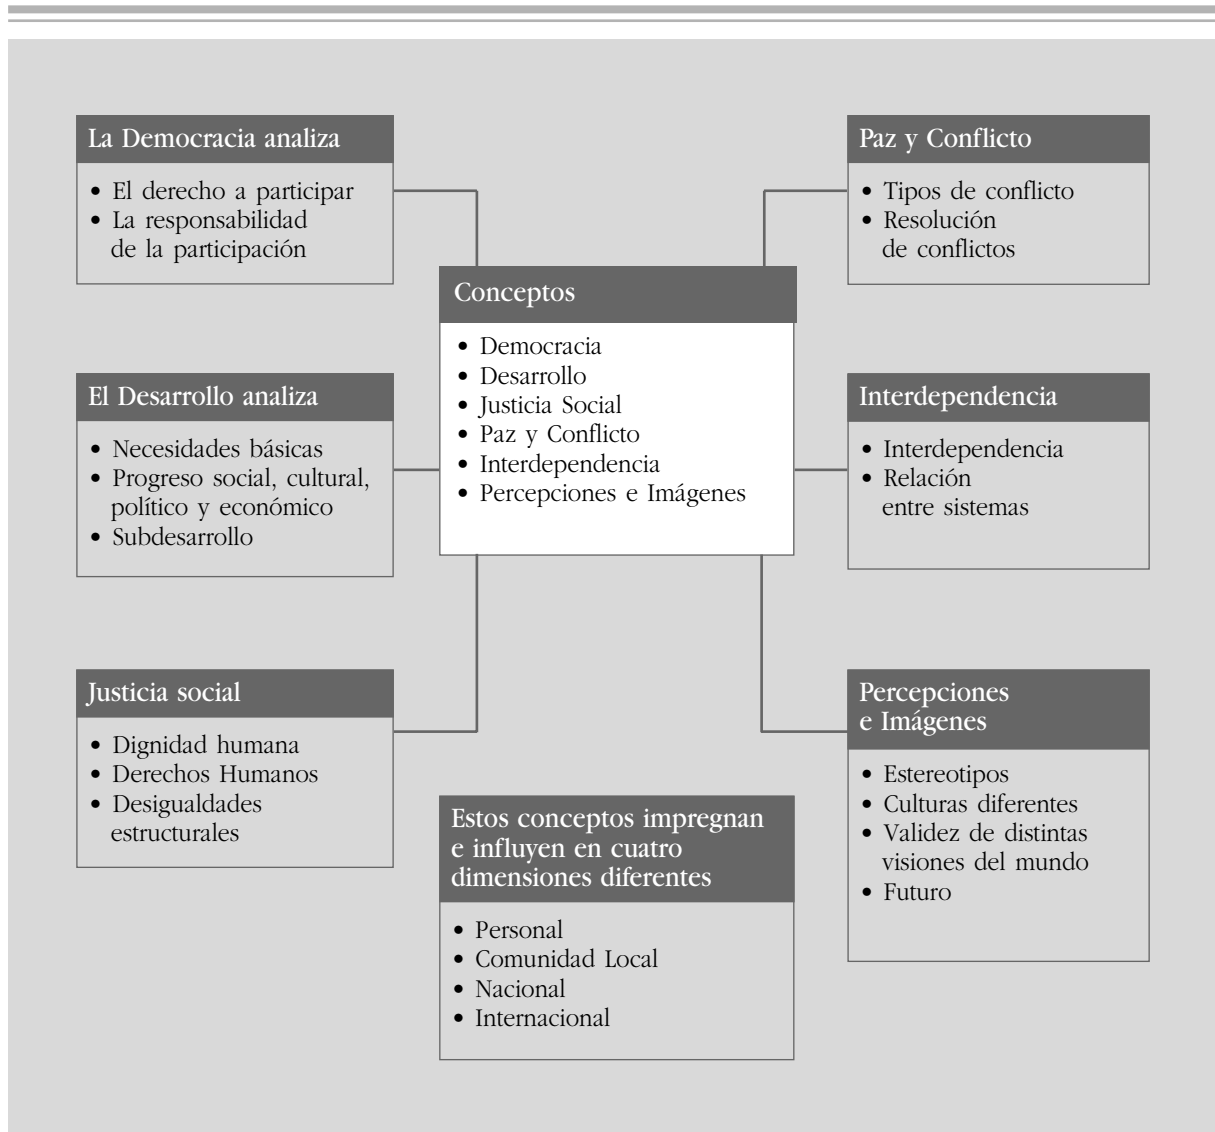 La Democracia analiza
• El derecho a participar
• La responsabilidad
de la participación
Paz y Conflicto
• Tipos de conflicto
• Resolución
de conflictos
Conceptos
• Democracia
• Desarrollo
• Justicia Social
• Paz y Conflicto
• Interdependencia
• Percepciones e Imágenes
El Desarrollo analiza
• Necesidades básicas
• Progreso social, cultural,
político y económico
• Subdesarrollo
Interdependencia
• Interdependencia
• Relación
entre sistemas
Justicia social
• Dignidad humana
• Derechos Humanos
• Desigualdades
estructurales
Percepciones
e Imágenes
• Estereotipos
• Culturas diferentes
• Validez de distintas
visiones del mundo
• Futuro
Estos conceptos impregnan
e influyen en cuatro
dimensiones diferentes
• Personal
• Comunidad Local
• Nacional
• Internacional